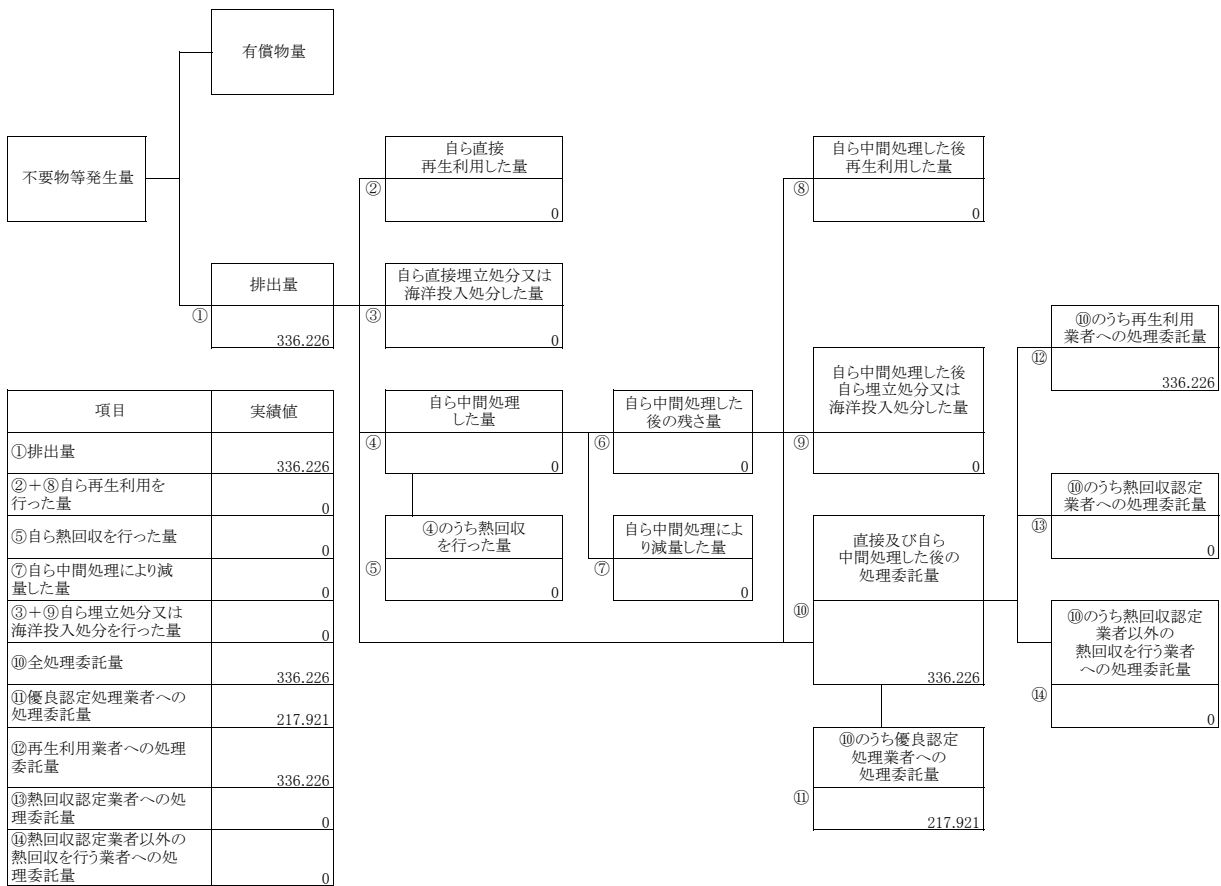 有償物量
不要物等発生量
自ら直接
再生利用した量
②
0
自ら中間処理した後
再生利用した量
⑧
0
排出量
①
336.226
自ら直接埋立処分又は
海洋投入処分した量
③
0
⑩のうち再生利用
業者への処理委託量
⑫
336.226
自ら中間処理
した量
④
0
自ら中間処理した
後の残さ量
⑥
0
自ら中間処理した後
自ら埋立処分又は
海洋投入処分した量
⑨
0
⑩のうち熱回収認定
業者への処理委託量
⑬
0
④のうち熱回収
を行った量
⑤
0
自ら中間処理によ
り減量した量
⑦
0
直接及び自ら
中間処理した後の
処理委託量
⑩
336.226
⑩のうち熱回収認定
業者以外の
熱回収を行う業者
への処理委託量
⑭
0
⑩のうち優良認定
処理業者への
処理委託量
⑪
217.921
項目 実績値
①排出量
336.226
②+⑧自ら再生利用を
行った量
0
⑤自ら熱回収を行った量
0
⑦自ら中間処理により減
量した量
0
③+⑨自ら埋立処分又は
海洋投入処分を行った量
0
⑩全処理委託量
336.226
⑪優良認定処理業者への
処理委託量
217.921
⑫再生利用業者への処理
委託量
336.226
⑬熱回収認定業者への処
理委託量
0
⑭熱回収認定業者以外の
熱回収を行う業者への処
理委託量
0